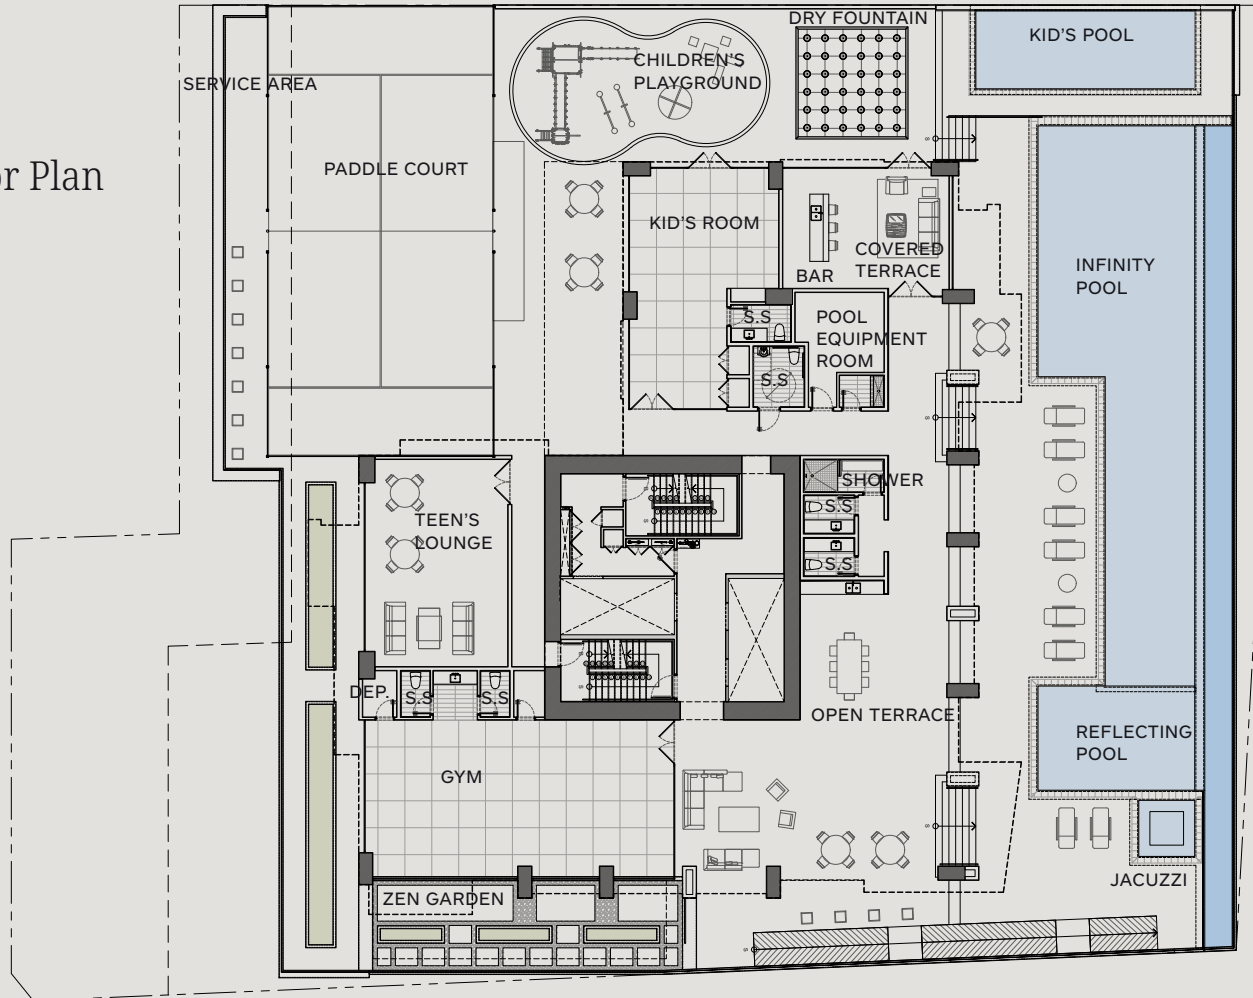 DRY FOUNTAIN
KID'S POOL
CHILDREN'S
PLAYGROUND
SERVICE AREA
PADDLE COURT
r Plan
KID'S ROOM
COVERED
TERRACE
BAR
INFINITY
POOL
S.S
POOL
EQUIPMENT
ROOM
S.S
SHOWER
S.S
TEEN'S
LOUNGE
S.S
DEP.
S.S
S.S
OPEN TERRACE
REFLECTING
POOL
GYM
JACUZZI
ZEN GARDEN